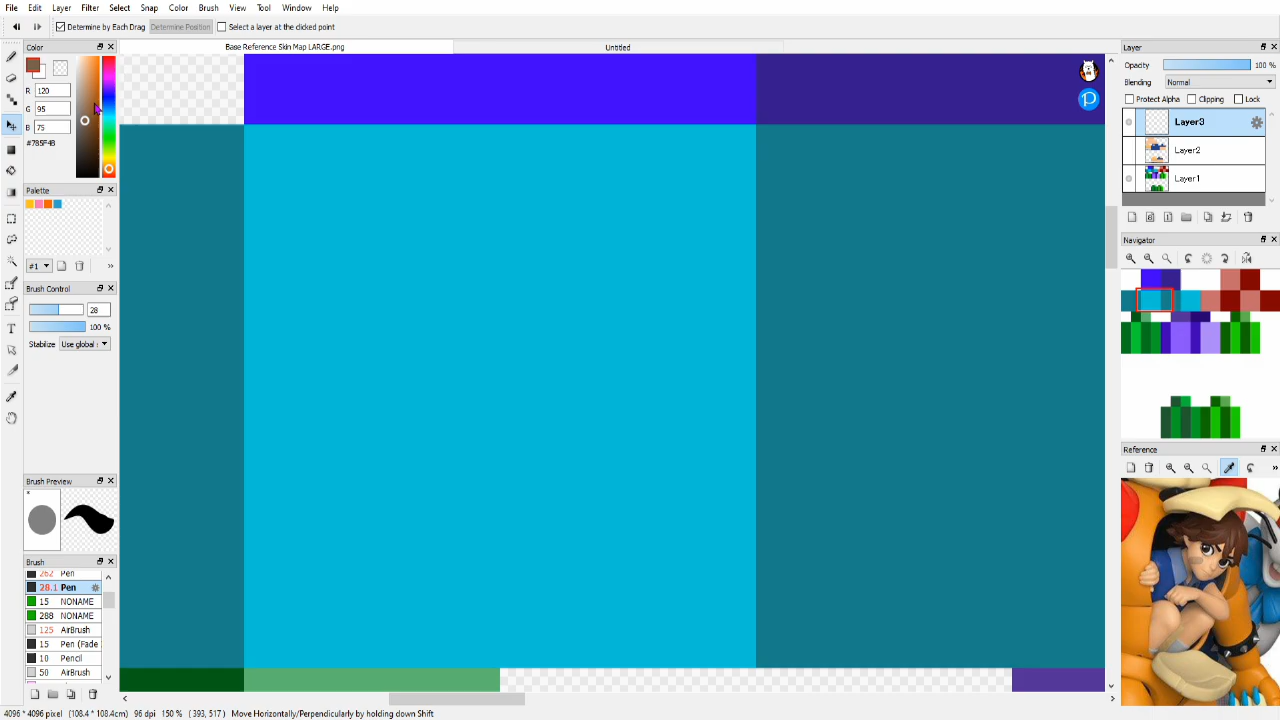 File Edit Layer Filter Select Snap Color Brush View Tool Window Help
Determine by Each Drag Determine Position Select a layer at the clicked point
Color
Base Reference Skin Map LARGE.png Untitled
Layer
Opacity 100 %
Blending Normal
Protect Alpha Clipping Lock
Layer3
Layer2
Layer1
R 120
G 95
B 75
#785F4B
Palette
#1
Brush Control
28
100 %
Stabilize Use global
Navigator
Reference
Brush Preview
*
Brush
262 Pen
28.1 Pen
15 NONAME
288 NONAME
125 AirBrush
15 Pen (Fade
10 Pencil
50 AirBrush
4096 * 4096 pixel (108.4 * 108.4cm) 96 dpi 150 % ( 393, 517 ) Move Horizontally/Perpendicularly by holding down Shift